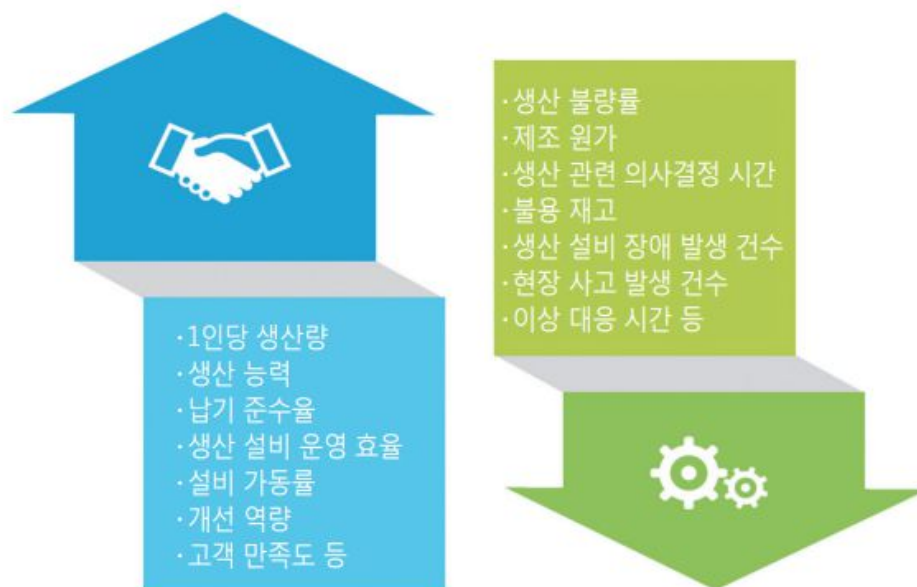 ·1인당 생산량
·생산 능력
·납기 준수율
·생산 설비 운영 효율
·설비 가동률
·개선 역량
·고객 만족도 등
·생산 불량률
·제조 원가
·생산 관련 의사결정 시간
·불용 재고
·생산 설비 장애 발생 건수
·현장 사고 발생 건수
·이상 대응 시간 등